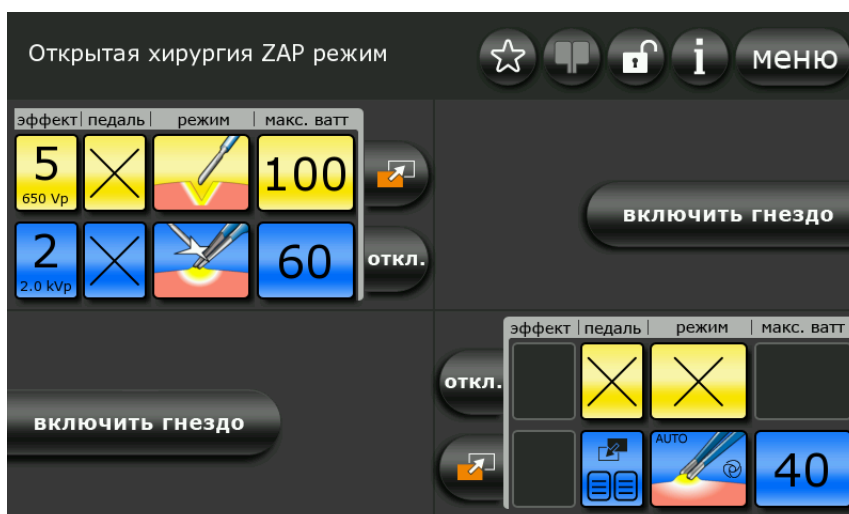 Открытая хирургия ZAP режим
i
меню
эффект педаль режим макс. ватт
5
650 Vp
100
2
2.0 kVp
60
откл.
включить гнездо
включить гнездо
эффект педаль режим макс. ватт
откл.
AUTO
40